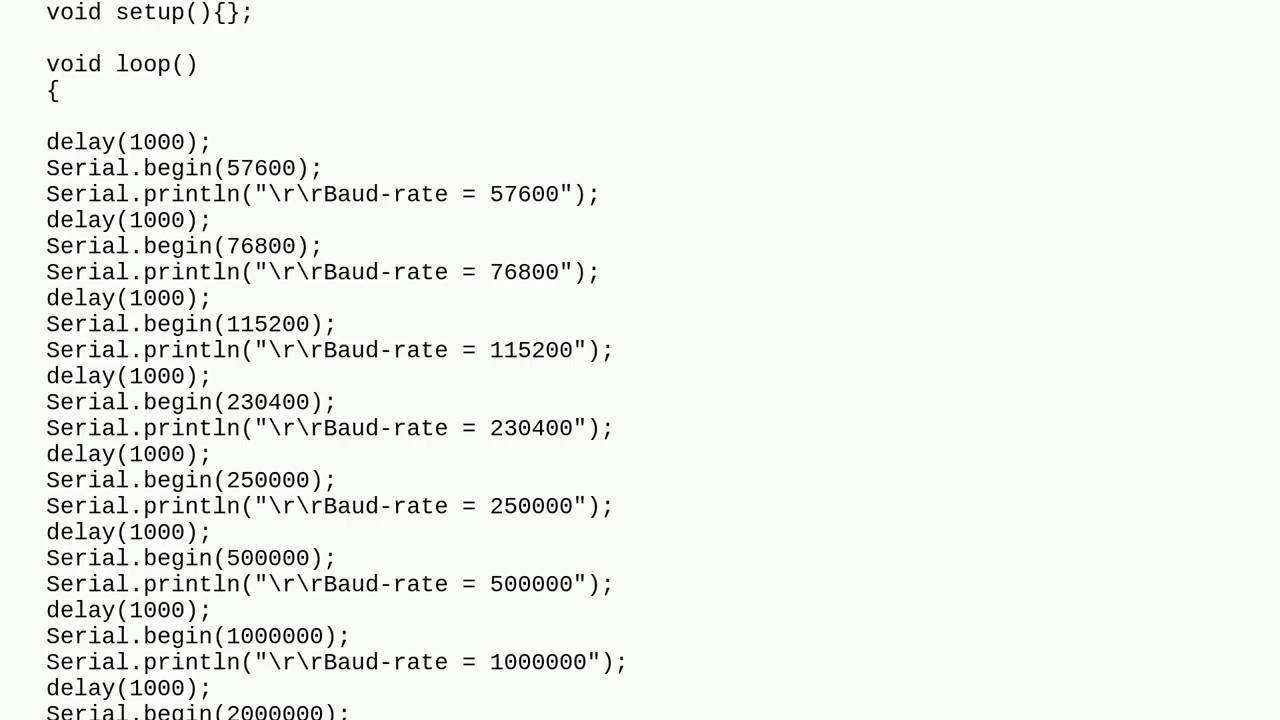 void setup(){};
void loop()
{
delay(1000);
Serial.begin(57600);
Serial.println("\r\rBaud-rate = 57600");
delay(1000);
Serial.begin(76800);
Serial.println("\r\rBaud-rate = 76800");
delay(1000);
Serial.begin(115200);
Serial.println("\r\rBaud-rate = 115200");
delay(1000);
Serial.begin(230400);
Serial.println("\r\rBaud-rate = 230400");
delay(1000);
Serial.begin(250000);
Serial.println("\r\rBaud-rate = 250000");
delay(1000);
Serial.begin(500000);
Serial.println("\r\rBaud-rate = 500000");
delay(1000);
Serial.begin(1000000);
Serial.println("\r\rBaud-rate = 1000000");
delay(1000);
Serial.begin(2000000);